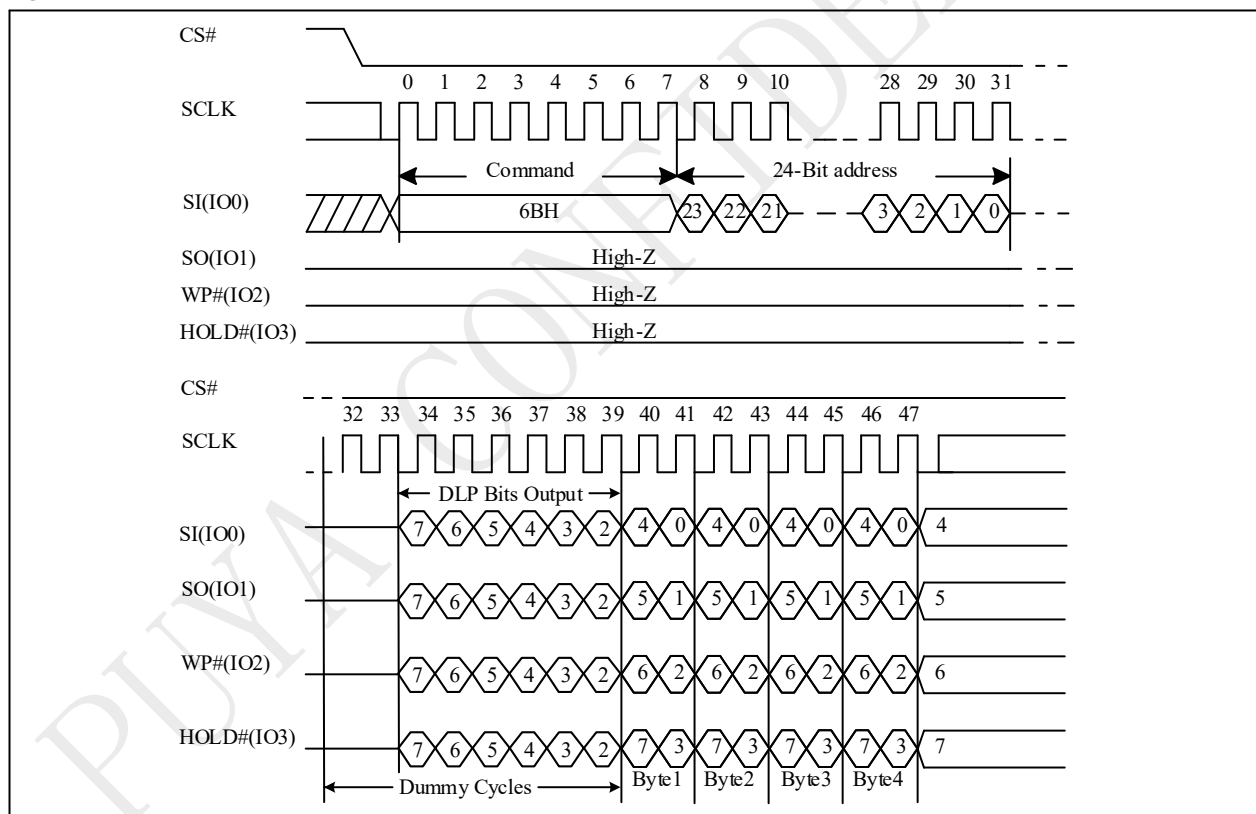 CS#
0 1 2 3 4 5 6 7 8 9 10 28 29 30 31
SCLK
Command 24-Bit address
SI(IO0)
6BH 23 22 21 3 2 1 0
SO(IO1) High-Z
WP#(IO2) High-Z
HOLD#(IO3) High-Z
CS#
32 33 34 35 36 37 38 39 40 41 42 43 44 45 46 47
SCLK
DLP Bits Output
SI(IO0) 7 6 5 4 3 2 4 0 4 0 4 0 4 0 4
SO(IO1) 7 6 5 4 3 2 5 1 5 1 5 1 5 1 5
WP#(IO2) 7 6 5 4 3 2 6 2 6 2 6 2 6 2 6
HOLD#(IO3) 7 6 5 4 3 2 7 3 7 3 7 3 7 3 7
Dummy Cycles Byte1 Byte2 Byte3 Byte4